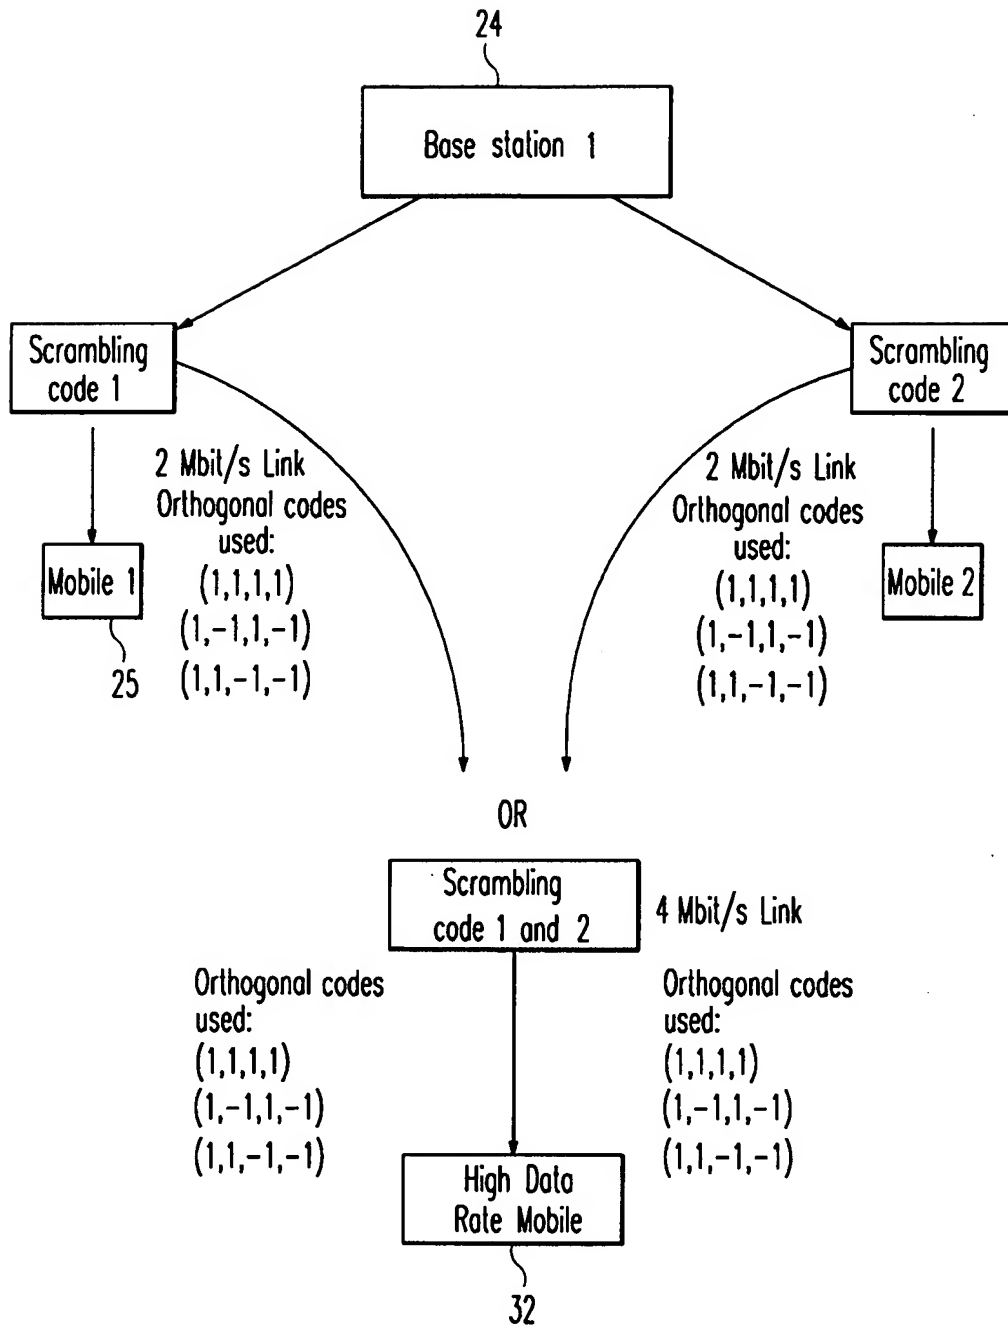 24
Base station 1
Scrambling
code 1
Scrambling
code 2
2 Mbit/s Link
Orthogonal codes
used:
(1,1,1,1)
(1,-1,1,-1)
(1,1,-1,-1)
2 Mbit/s Link
Orthogonal codes
used:
(1,1,1,1)
(1,-1,1,-1)
(1,1,-1,-1)
Mobile 1
25
Mobile 2
OR
Scrambling
code 1 and 2
4 Mbit/s Link
Orthogonal codes
used:
(1,1,1,1)
(1,-1,1,-1)
(1,1,-1,-1)
Orthogonal codes
used:
(1,1,1,1)
(1,-1,1,-1)
(1,1,-1,-1)
High Data
Rate Mobile
32